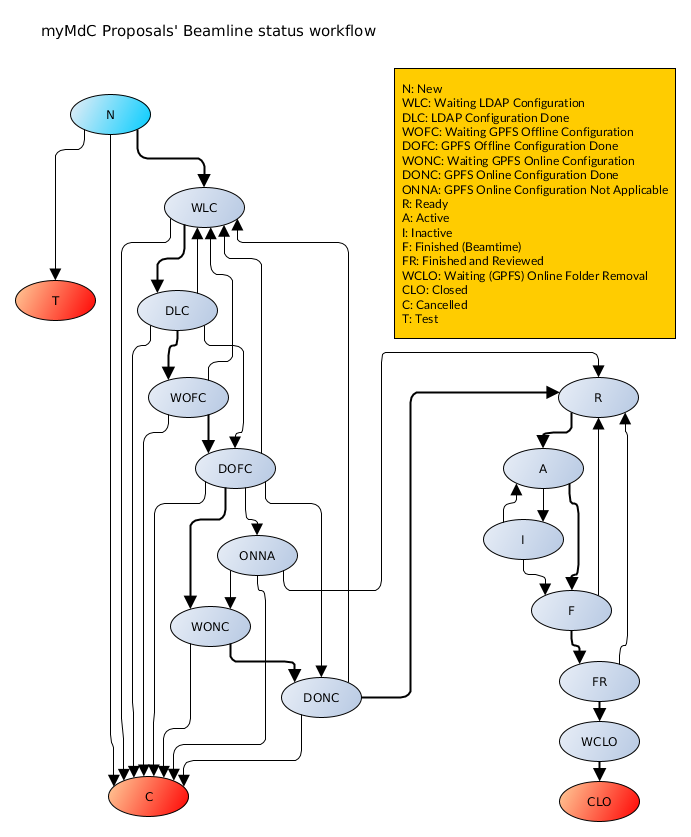 myMdC Proposals' Beamline status workflow
N: New
WLC: Waiting LDAP Configuration
DLC: LDAP Configuration Done
WOFC: Waiting GPFS Offline Configuration
DOFC: GPFS Offline Configuration Done
WONC: Waiting GPFS Online Configuration
DONC: GPFS Online Configuration Done
ONNA: GPFS Online Configuration Not Applicable
R: Ready
A: Active
I: Inactive
F: Finished (Beamtime)
FR: Finished and Reviewed
WCLO: Waiting (GPFS) Online Folder Removal
CLO: Closed
C: Cancelled
T: Test
N
WLC
T
DLC
WOFC
R
DOFC
A
I
ONNA
F
WONC
FR
DONC
WCLO
C
CLO